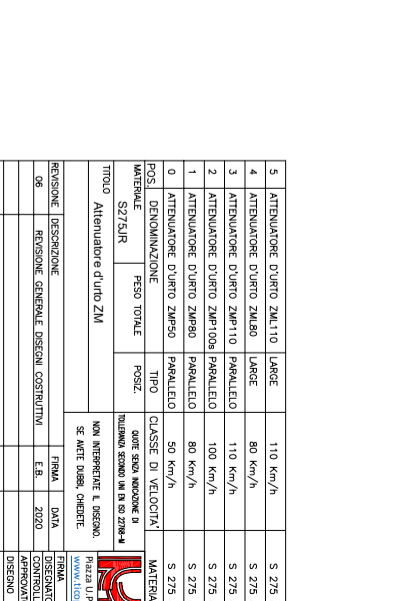 5 ATTENUATORE D'URTO ZML110 LARGE 110 Km/h S 275
4 ATTENUATORE D'URTO ZML80 LARGE 80 Km/h S 275
3 ATTENUATORE D'URTO ZMP110 PARALLELO 110 Km/h S 275
2 ATTENUATORE D'URTO ZMP100s PARALLELO 100 Km/h S 275
1 ATTENUATORE D'URTO ZMP80 PARALLELO 80 Km/h S 275
0 ATTENUATORE D'URTO ZMP50 PARALLELO 50 Km/h S 275
POS. DENOMINAZIONE TIPO CLASSE DI VELOCITA' MATERIA
MATERIALE PESO TOTALE POSIZ. QUOTE SENZA INDICAZIONE DI
S275JR TOLLERANZA SECONDO UNI EN ISO 22768-M
TITOLO NON INTERPRETATE IL DISEGNO.
Attenuatore d'urto ZM SE AVETE DUBBI, CHIEDETE.
Piazza U.P
www.tico
REVISIONE DESCRIZIONE FIRMA DATA FIRMA
06 REVISIONE GENERALE DISEGNI COSTRUTTIVI E.B. 2020 DISEGNATO
CONTROLL
APPROVAT
DISEGNO